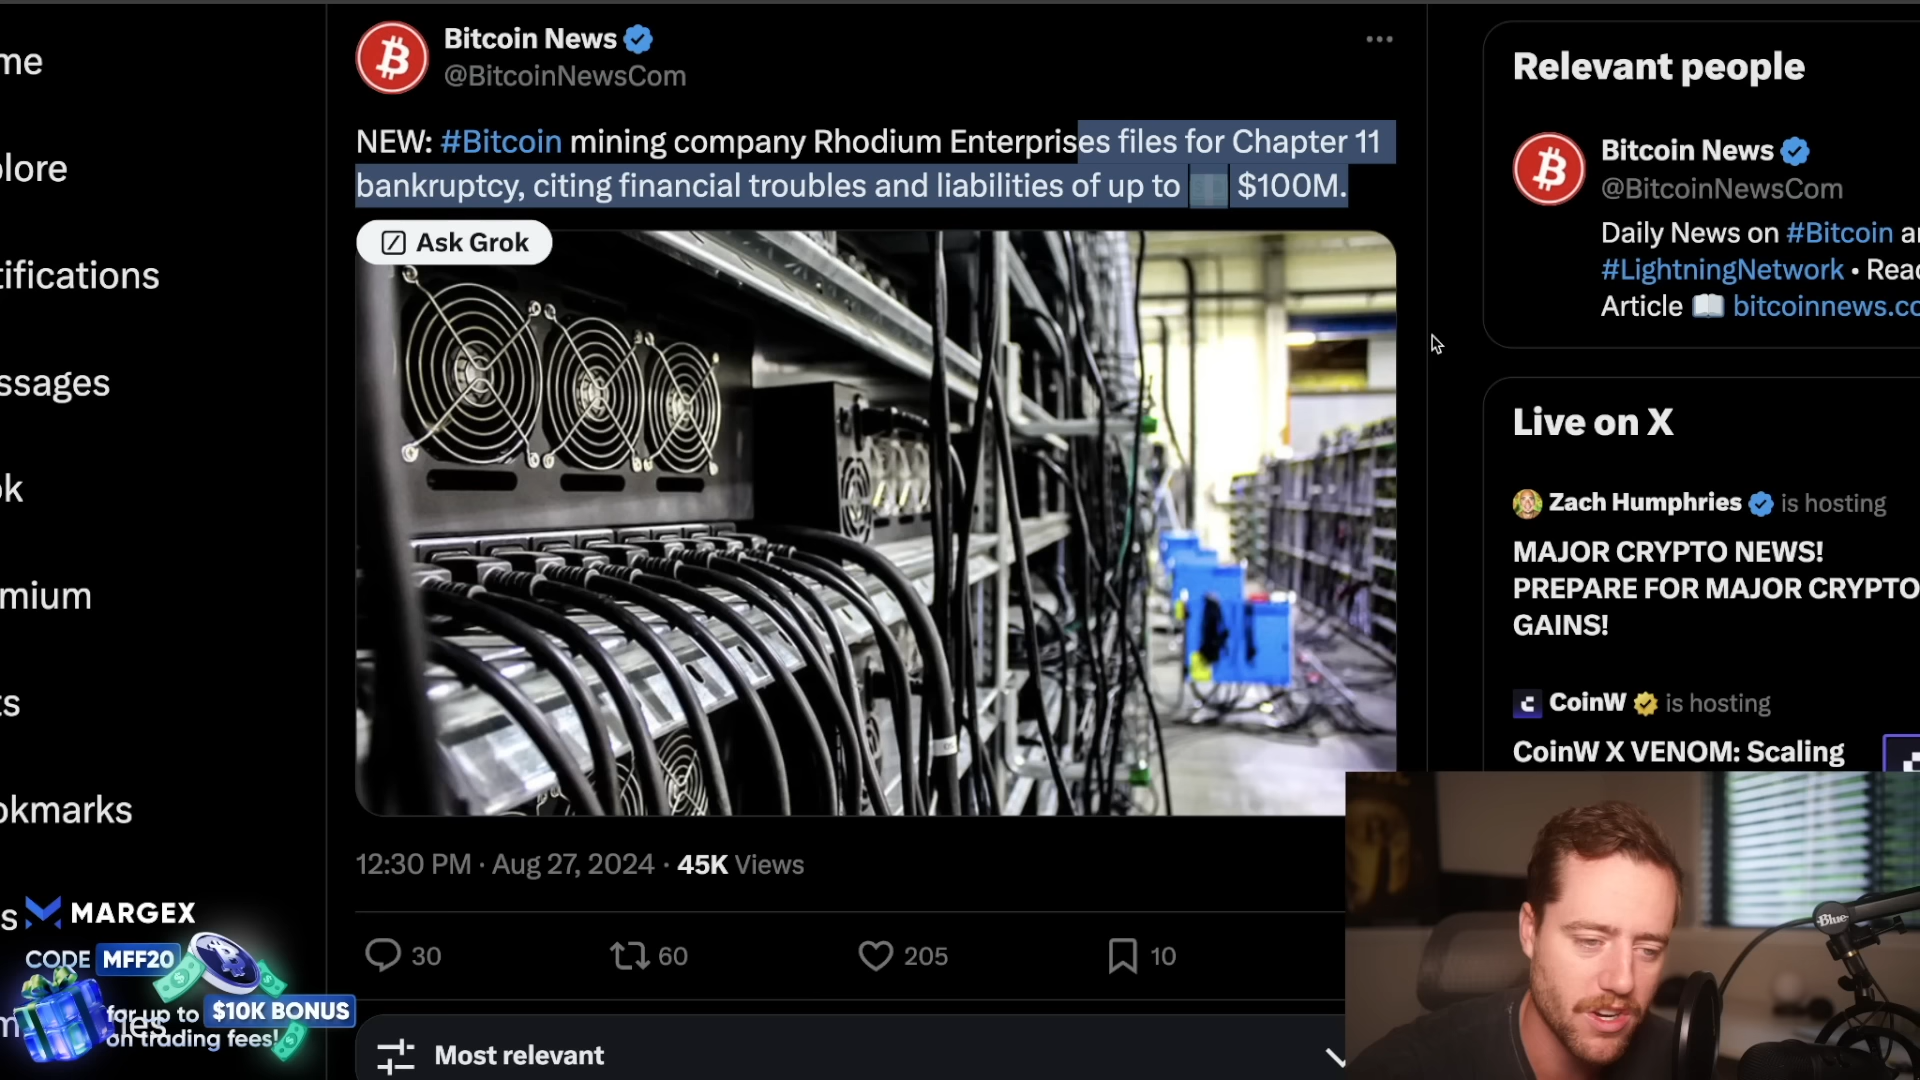 me
lore
tifications
ssages
ok
mium
ts
okmarks
s
Bitcoin News
@BitcoinNewsCom
NEW: #Bitcoin mining company Rhodium Enterprises files for Chapter 11
bankruptcy, citing financial troubles and liabilities of up to $100M.
Ask Grok
12:30 PM · Aug 27, 2024 · 45K Views
30 60 205 10
Most relevant
Relevant people
Bitcoin News
@BitcoinNewsCom
Daily News on #Bitcoin an
#LightningNetwork • Read
Article 📖 bitcoinnews.co
Live on X
Zach Humphries is hosting
MAJOR CRYPTO NEWS!
PREPARE FOR MAJOR CRYPTO
GAINS!
CoinW is hosting
CoinW X VENOM: Scaling
MARGEX
CODE MFF20
for up to $10K BONUS
on trading fees!
Blue